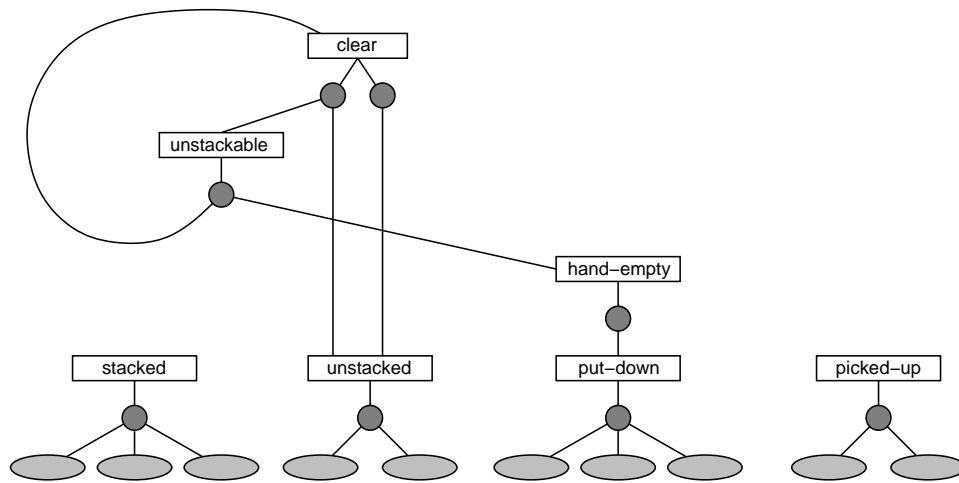 clear
unstackable
hand−empty
stacked
unstacked
put−down
picked−up